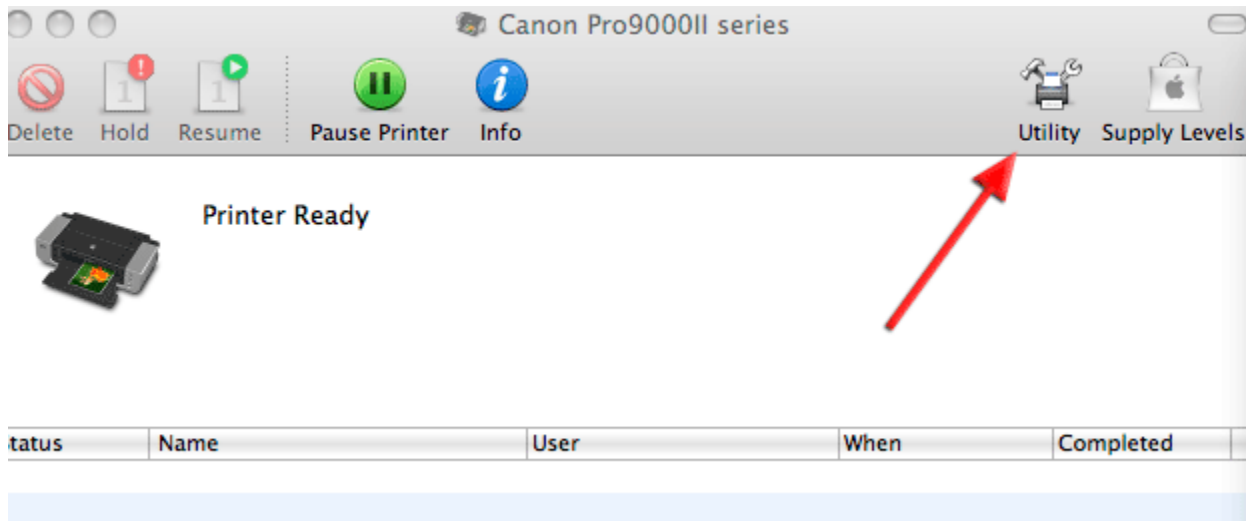 Canon Pro9000II series
Delete Hold Resume Pause Printer Info Utility Supply Levels
Printer Ready
tatus Name User When Completed